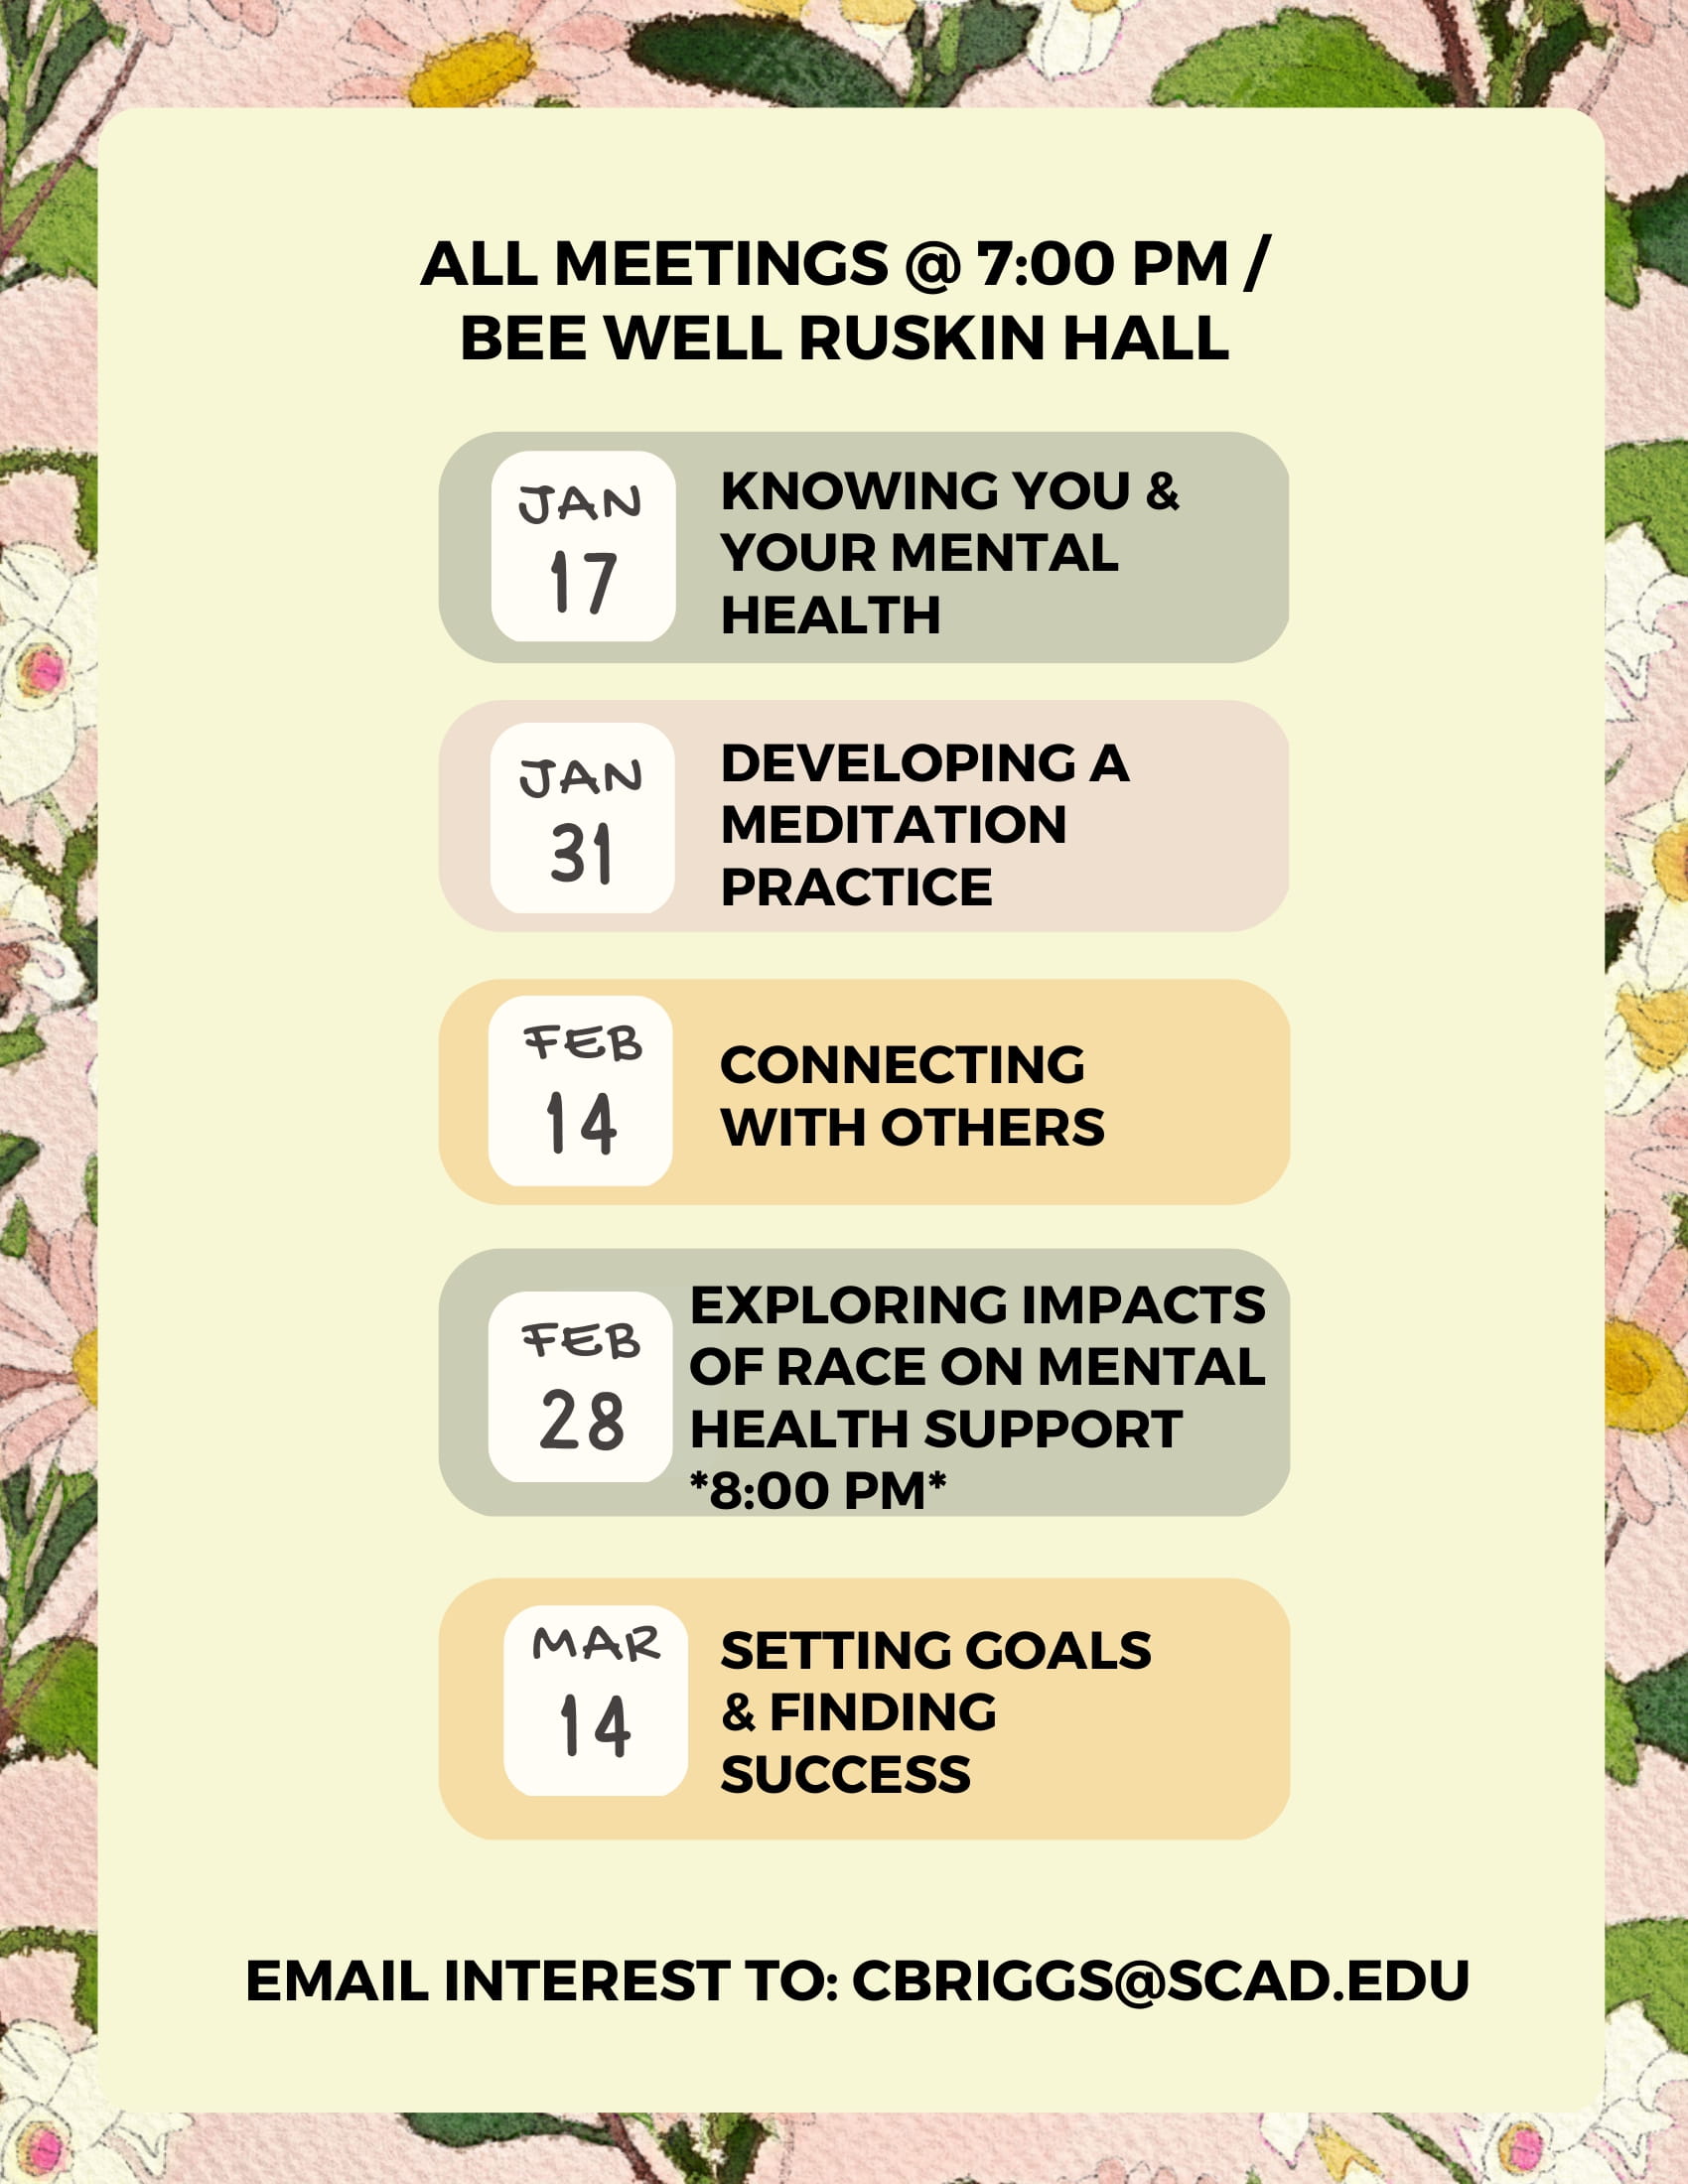 ALL MEETINGS @ 7:00 PM /
BEE WELL RUSKIN HALL
JAN
17
KNOWING YOU &
YOUR MENTAL
HEALTH
JAN
31
DEVELOPING A
MEDITATION
PRACTICE
FEB
14
CONNECTING
WITH OTHERS
FEB
28
EXPLORING IMPACTS
OF RACE ON MENTAL
HEALTH SUPPORT
*8:00 PM*
MAR
14
SETTING GOALS
& FINDING
SUCCESS
EMAIL INTEREST TO: CBRIGGS@SCAD.EDU